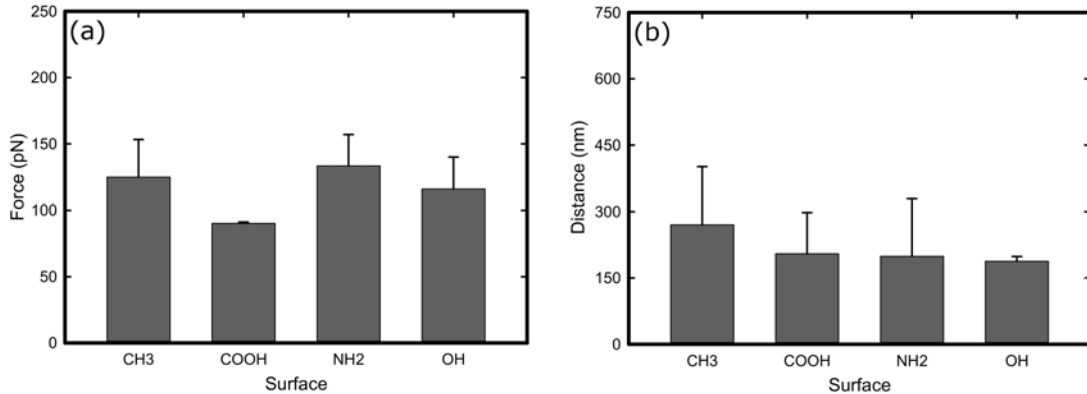 (a)
250
200
150
100
50
0
Force (pN)
CH3 COOH NH2 OH
Surface
(b)
750
600
450
300
150
0
Distance (nm)
CH3 COOH NH2 OH
Surface